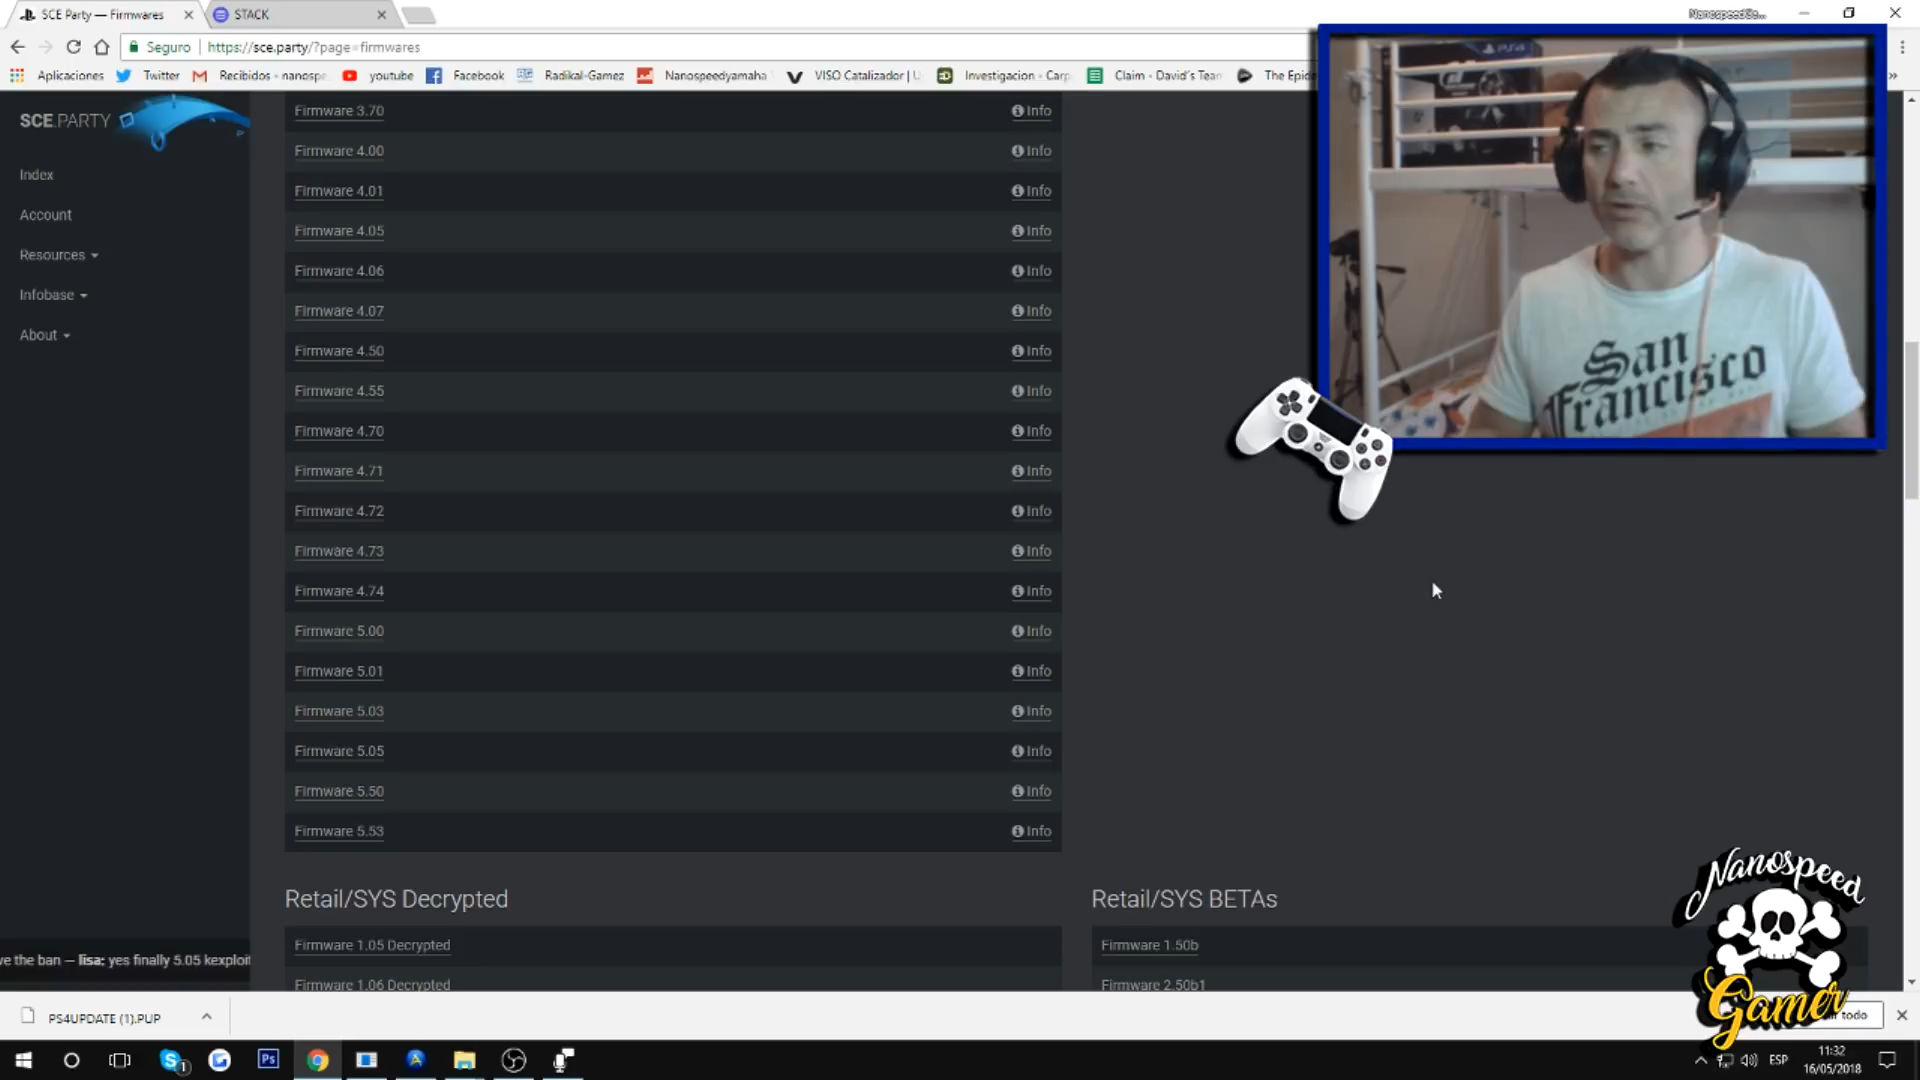 SCE Party — Firmwares
STACK
Seguro
https://sce.party/?page=firmwares
Aplicaciones
Twitter
Recibidos - nanospe
youtube
Facebook
Radikal-Gamez
Nanospeedyamaha
VISO Catalizador | U
Investigacion - Carp
Claim - David's Tean
The Epide
SCE.PARTY
Index
Account
Resources
Infobase
About
Firmware 3.70 Info
Firmware 4.00 Info
Firmware 4.01 Info
Firmware 4.05 Info
Firmware 4.06 Info
Firmware 4.07 Info
Firmware 4.50 Info
Firmware 4.55 Info
Firmware 4.70 Info
Firmware 4.71 Info
Firmware 4.72 Info
Firmware 4.73 Info
Firmware 4.74 Info
Firmware 5.00 Info
Firmware 5.01 Info
Firmware 5.03 Info
Firmware 5.05 Info
Firmware 5.50 Info
Firmware 5.53 Info
Retail/SYS Decrypted
Firmware 1.05 Decrypted
Firmware 1.06 Decrypted
Retail/SYS BETAs
Firmware 1.50b
Firmware 2.50b1
ve the ban — lisa: yes finally 5.05 kexploit
PS4
San
Francisco
Nanospeed
Gamer
PS4UPDATE (1).PUP
todo
ESP
11:32
16/05/2018